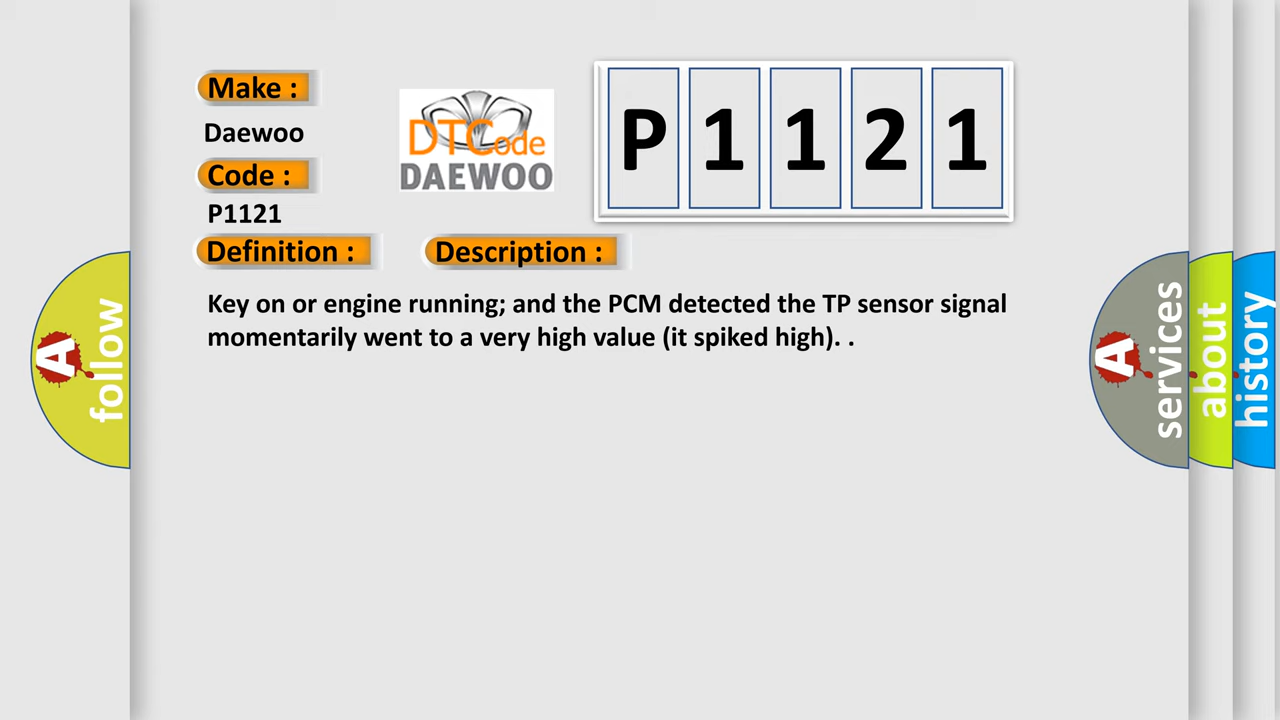 Make :
Daewoo
Code :
P1121
Definition :
Description :
Key on or engine running; and the PCM detected the TP sensor signal
momentarily went to a very high value (it spiked high). .
DTCode
DAEWOO
P 1 1 2 1
A follow
A services
about
history